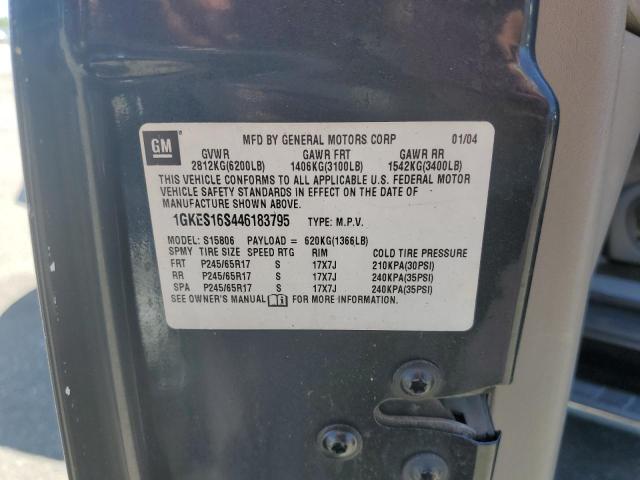 GM MFD BY GENERAL MOTORS CORP 01/04
GVWR GAWR FRT GAWR RR
2812KG(6200LB) 1406KG(3100LB) 1542KG(3400LB)
THIS VEHICLE CONFORMS TO ALL APPLICABLE U.S. FEDERAL MOTOR
VEHICLE SAFETY STANDARDS IN EFFECT ON THE DATE OF
MANUFACTURE SHOWN ABOVE.
1GKES16S446183795 TYPE: M.P.V.
MODEL: S15806 PAYLOAD = 620KG(1366LB)
SPMY TIRE SIZE SPEED RTG RIM COLD TIRE PRESSURE
FRT P245/65R17 S 17X7J 210KPA(30PSI)
RR P245/65R17 S 17X7J 240KPA(35PSI)
SPA P245/65R17 S 17X7J 240KPA(35PSI)
SEE OWNER'S MANUAL FOR MORE INFORMATION.